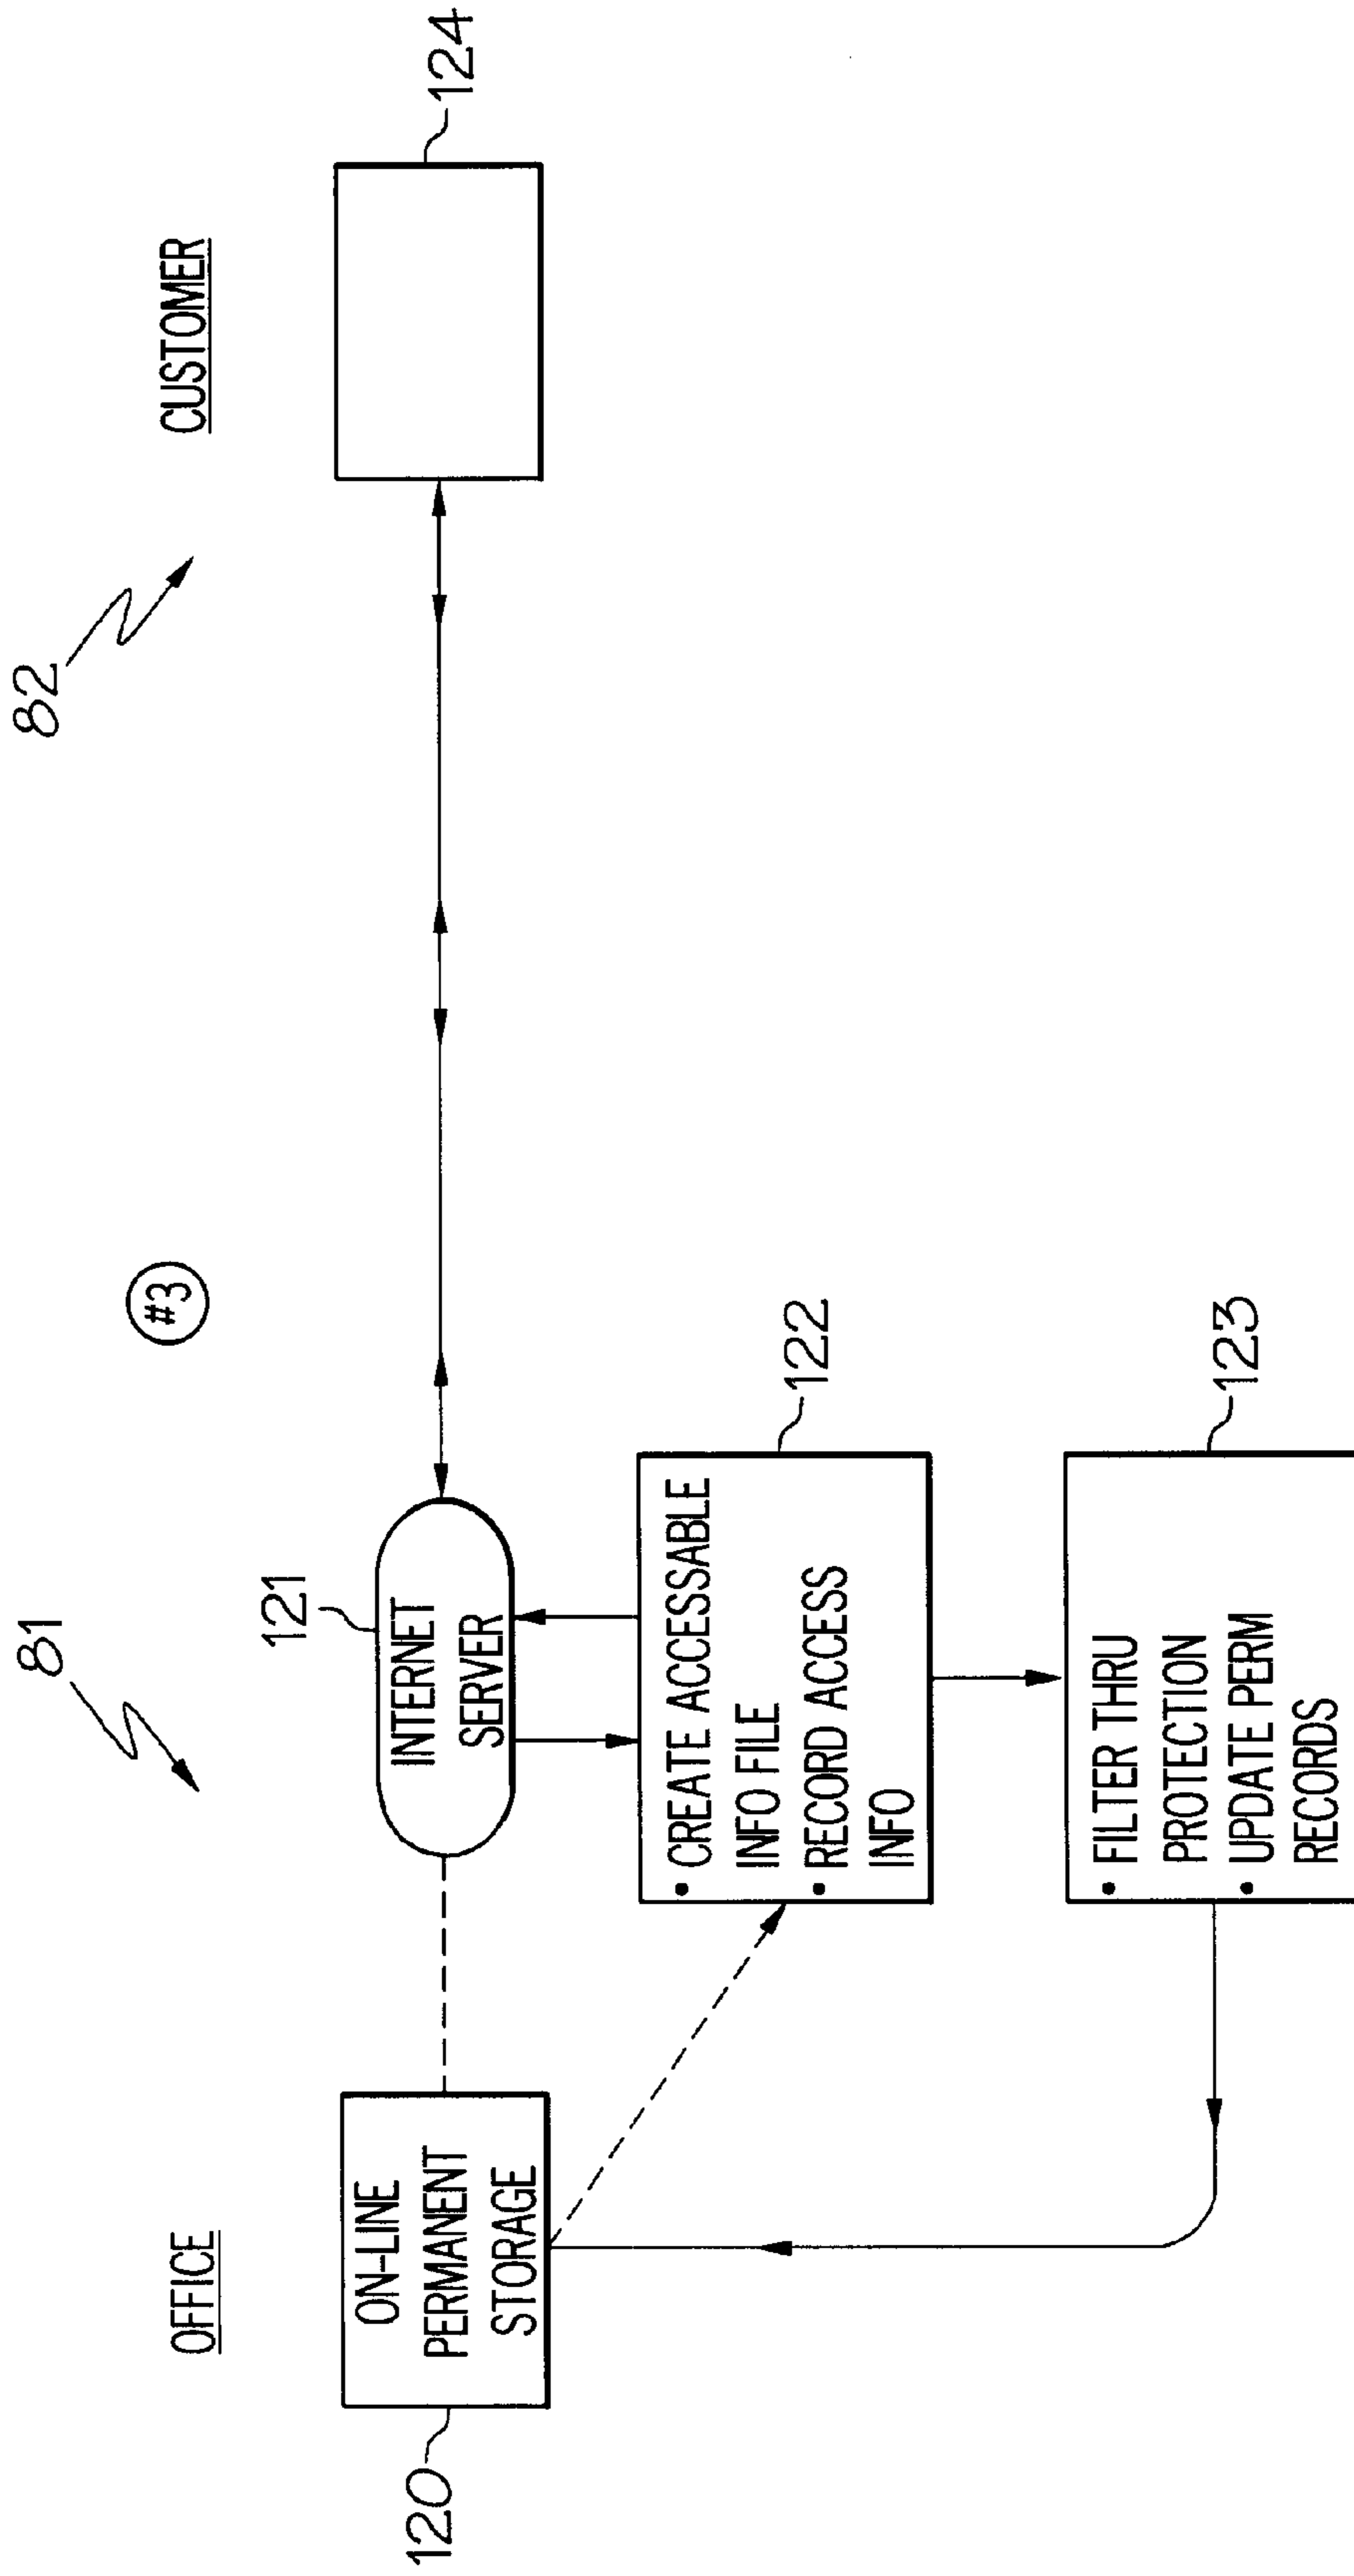 81
#3
82
OFFICE
CUSTOMER
120
ON-LINE
PERMANENT
STORAGE
121
INTERNET
SERVER
124
• CREATE ACCESSABLE
INFO FILE
• RECORD ACCESS
INFO
122
• FILTER THRU
PROTECTION
• UPDATE PERM
RECORDS
123